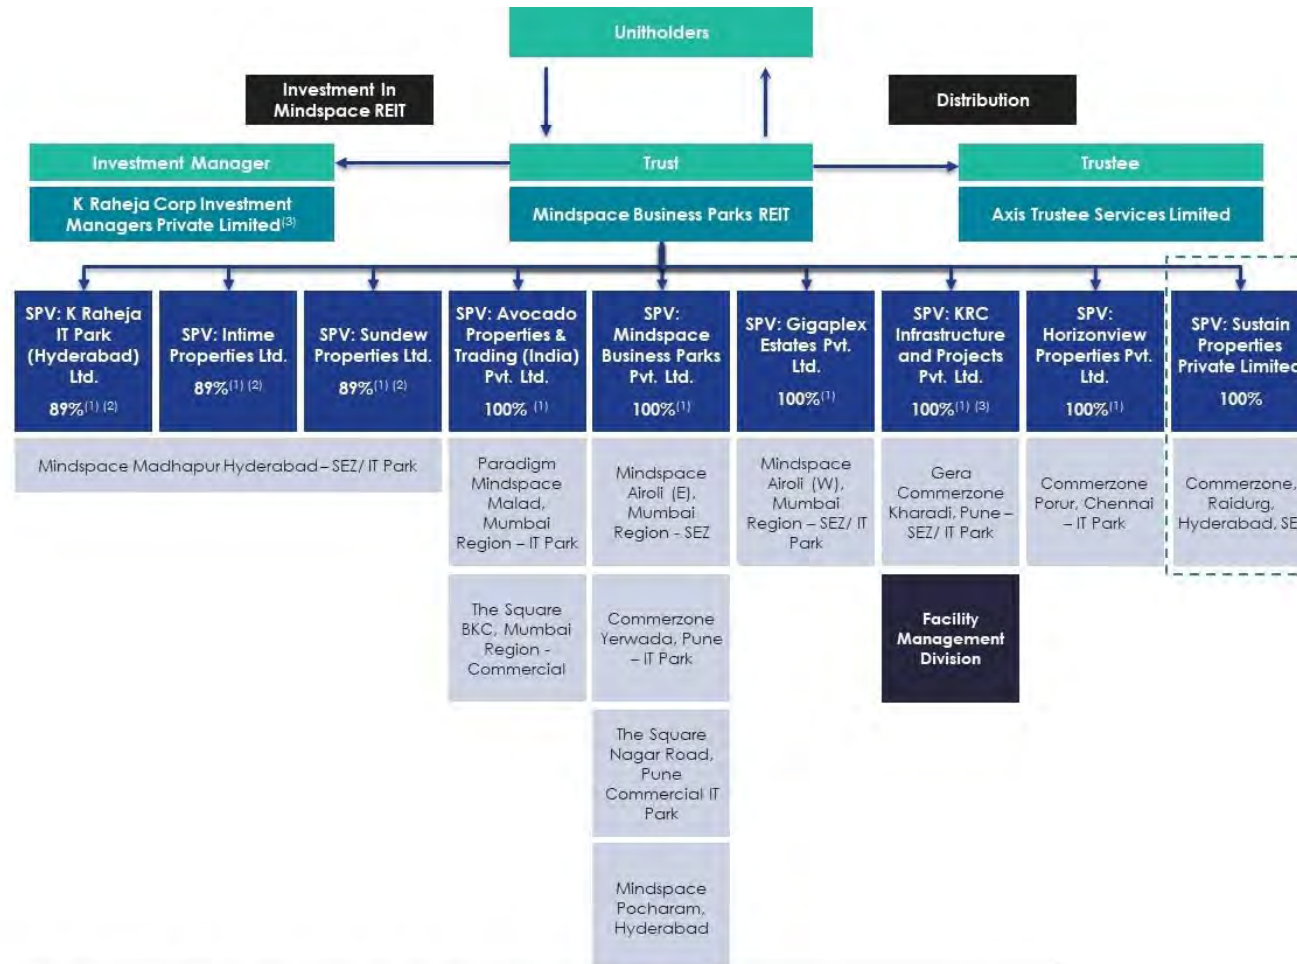 Unitholders
Investment In
Mindspace REIT
Distribution
Investment Manager
Trust
Trustee
K Raheja Corp Investment
Managers Private Limited(3)
Mindspace Business Parks REIT
Axis Trustee Services Limited
SPV: K Raheja
IT Park
(Hyderabad)
Ltd.
89%(1) (2)
SPV: Intime
Properties Ltd.
89%(1) (2)
SPV: Sundew
Properties Ltd.
89%(1) (2)
SPV: Avocado
Properties &
Trading (India)
Pvt. Ltd.
100% (1)
SPV:
Mindspace
Business Parks
Pvt. Ltd.
100%(1)
SPV: Gigaplex
Estates Pvt.
Ltd.
100%(1)
SPV: KRC
Infrastructure
and Projects
Pvt. Ltd.
100%(1) (3)
SPV:
Horizonview
Properties Pvt.
Ltd.
100%(1)
SPV: Sustain
Properties
Private Limited
100%
Mindspace Madhapur Hyderabad – SEZ/ IT Park
Paradigm
Mindspace
Malad,
Mumbai
Region – IT Park
Mindspace
Airoli (E),
Mumbai
Region - SEZ
Mindspace
Airoli (W),
Mumbai
Region – SEZ/ IT
Park
Gera
Commerzone
Kharadi, Pune –
SEZ/ IT Park
Commerzone
Porur, Chennai
– IT Park
Commerzone,
Raidurg,
Hyderabad, SE
The Square
BKC, Mumbai
Region -
Commercial
Commerzone
Yerwada, Pune
– IT Park
Facility
Management
Division
The Square
Nagar Road,
Pune
Commercial IT
Park
Mindspace
Pocharam,
Hyderabad